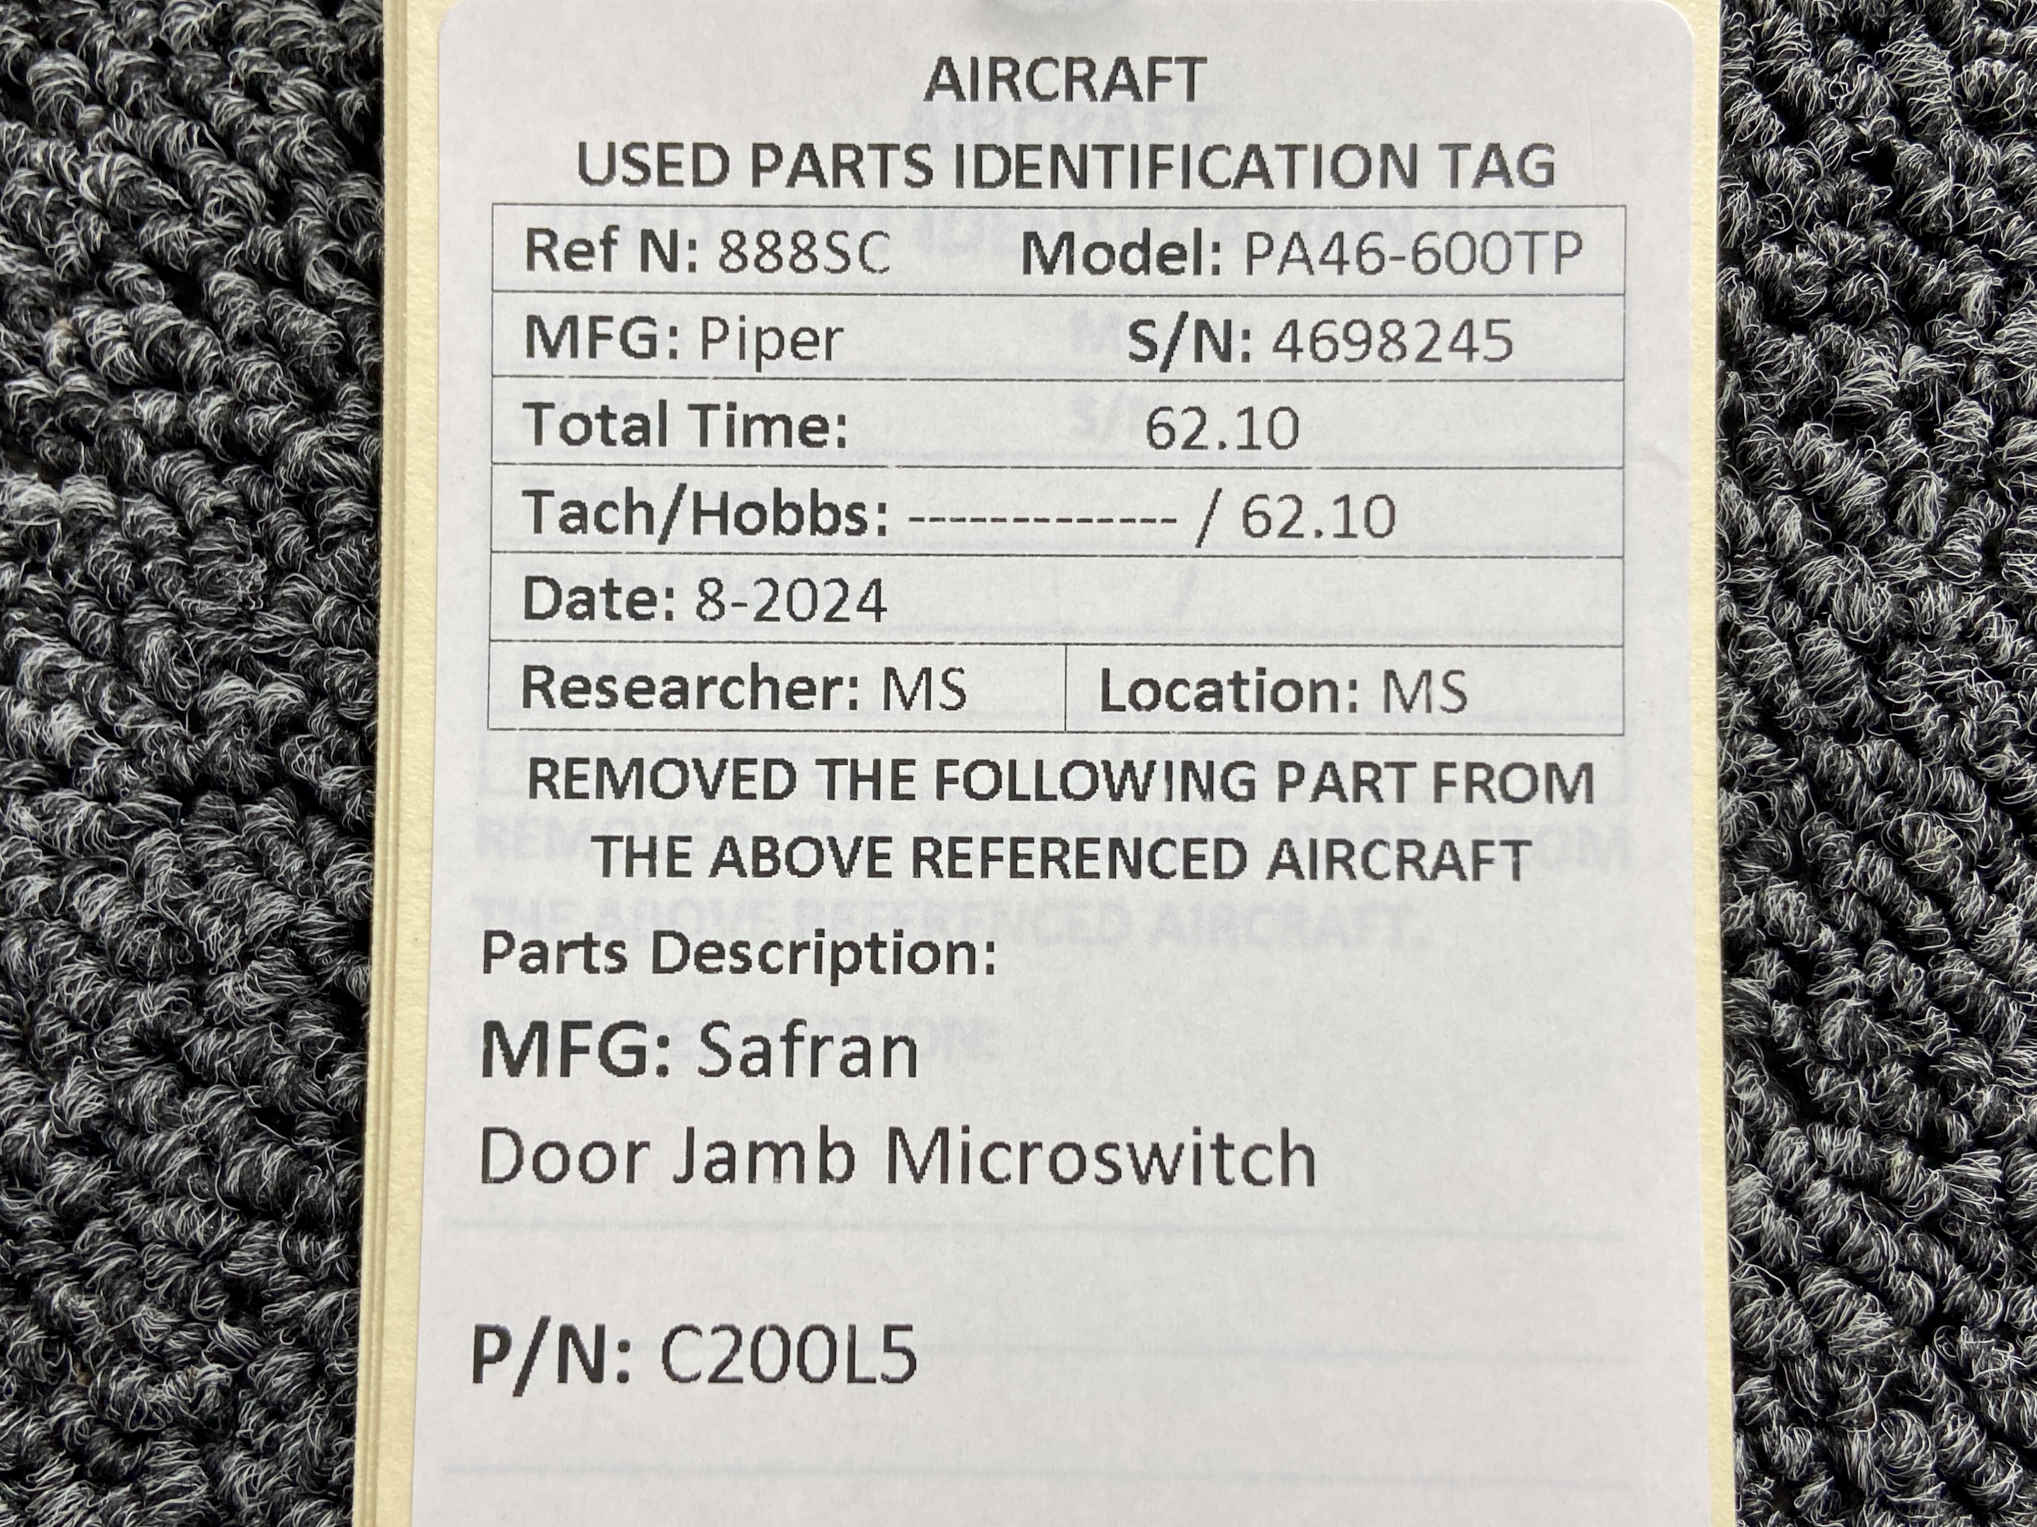 AIRCRAFT
USED PARTS IDENTIFICATION TAG
Ref N: 888SC Model: PA46-600TP
MFG: Piper S/N: 4698245
Total Time: 62.10
Tach/Hobbs: ------------- / 62.10
Date: 8-2024
Researcher: MS Location: MS
REMOVED THE FOLLOWING PART FROM
THE ABOVE REFERENCED AIRCRAFT
Parts Description:
MFG: Safran
Door Jamb Microswitch
P/N: C200L5